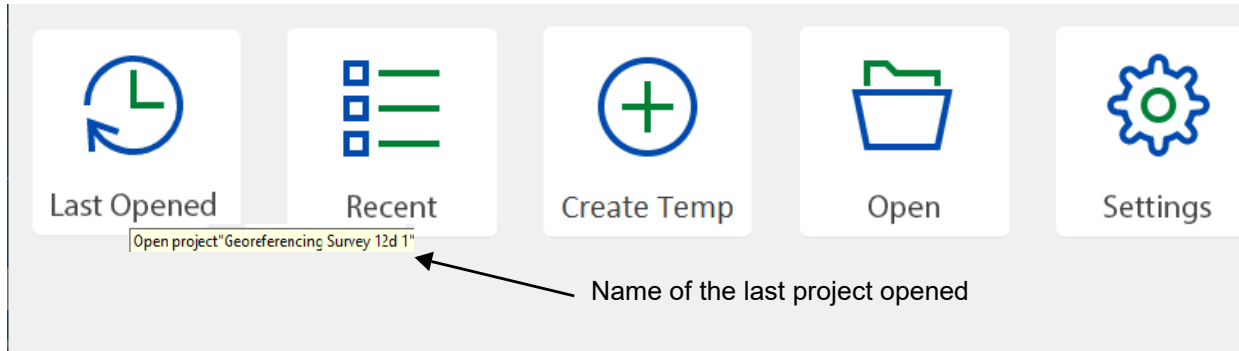 Last Opened
Recent
Create Temp
Open
Settings
Open project"Georeferencing Survey 12d 1"
Name of the last project opened